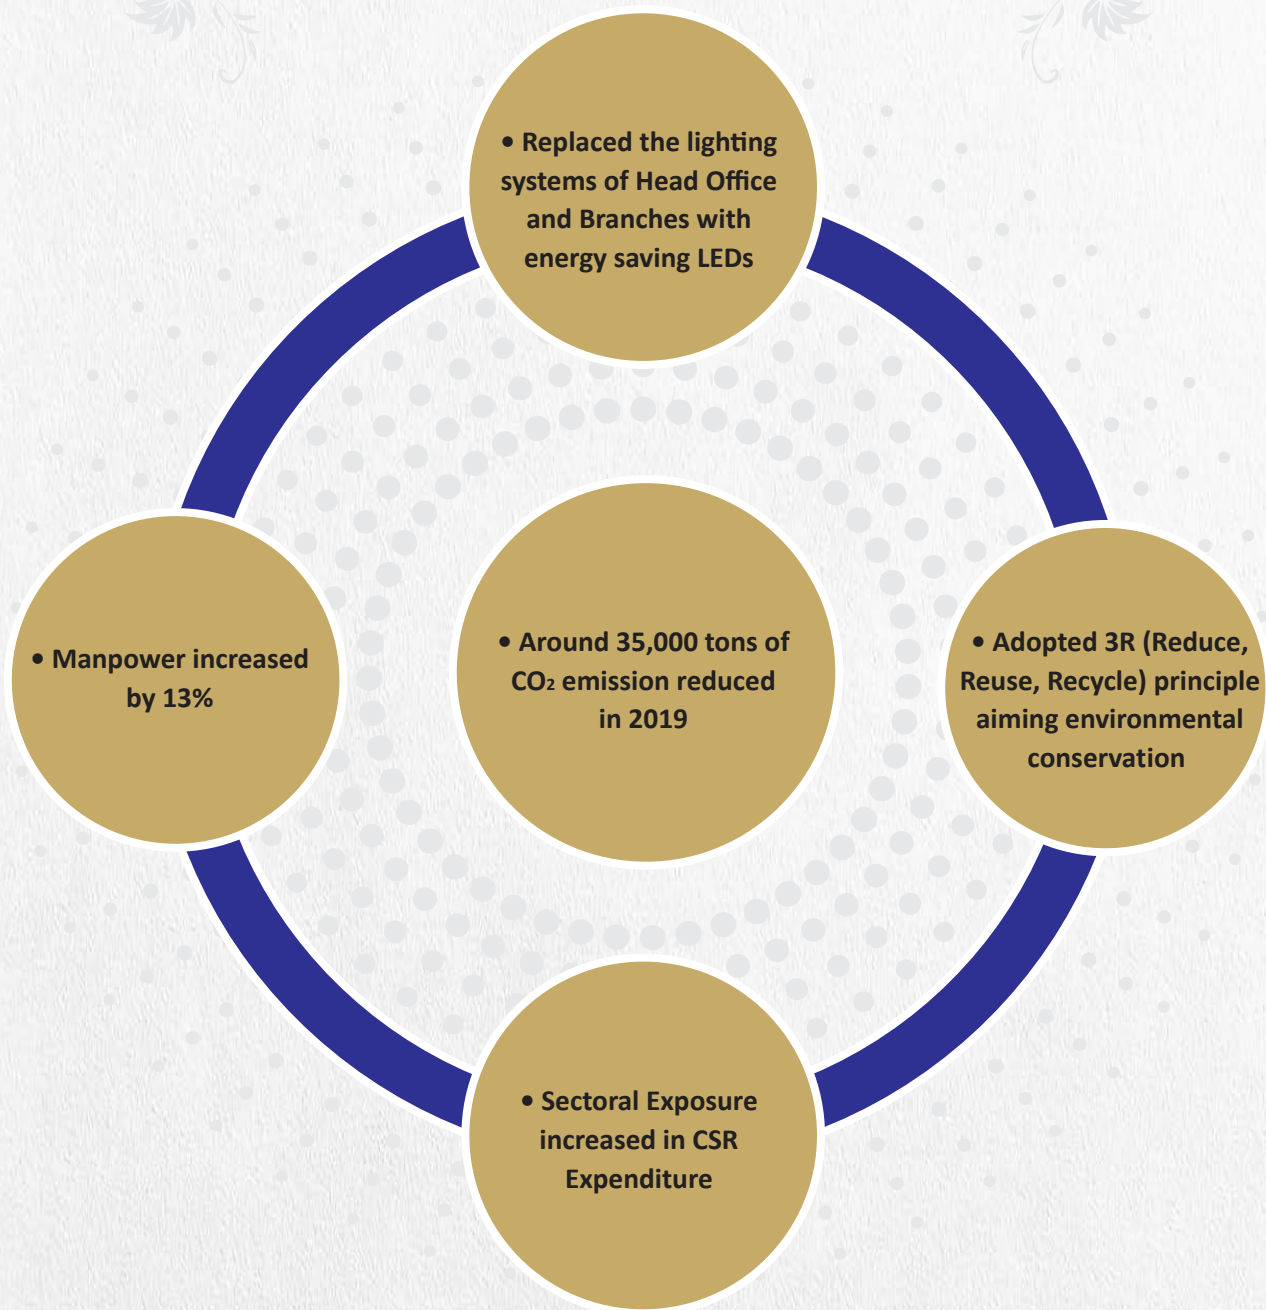 • Replaced the lighting
systems of Head Office
and Branches with
energy saving LEDs
• Manpower increased
by 13%
• Around 35,000 tons of
CO₂ emission reduced
in 2019
• Adopted 3R (Reduce,
Reuse, Recycle) principle
aiming environmental
conservation
• Sectoral Exposure
increased in CSR
Expenditure